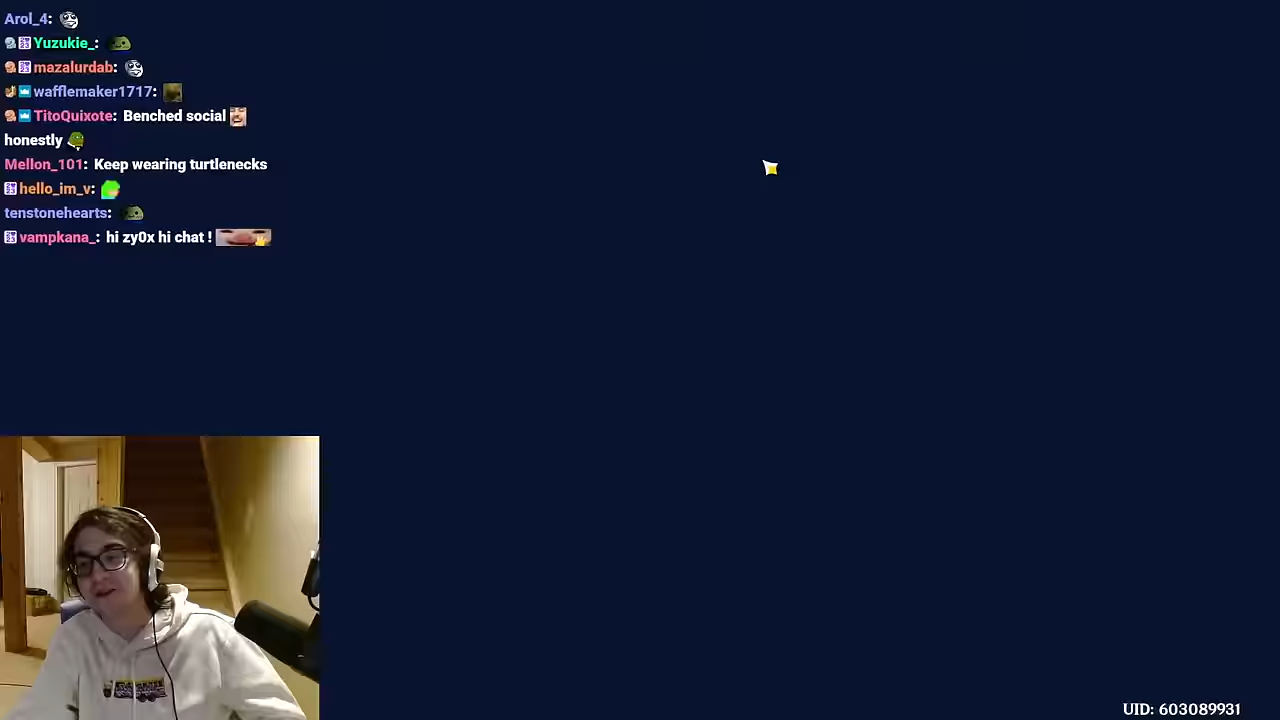 Arol_4:
Yuzukie_:
mazalurdab:
wafflemaker1717:
TitoQuixote: Benched social
honestly
Mellon_101: Keep wearing turtlenecks
hello_im_v:
tenstonehearts:
vampkana_: hi zy0x hi chat !
UID: 603089931